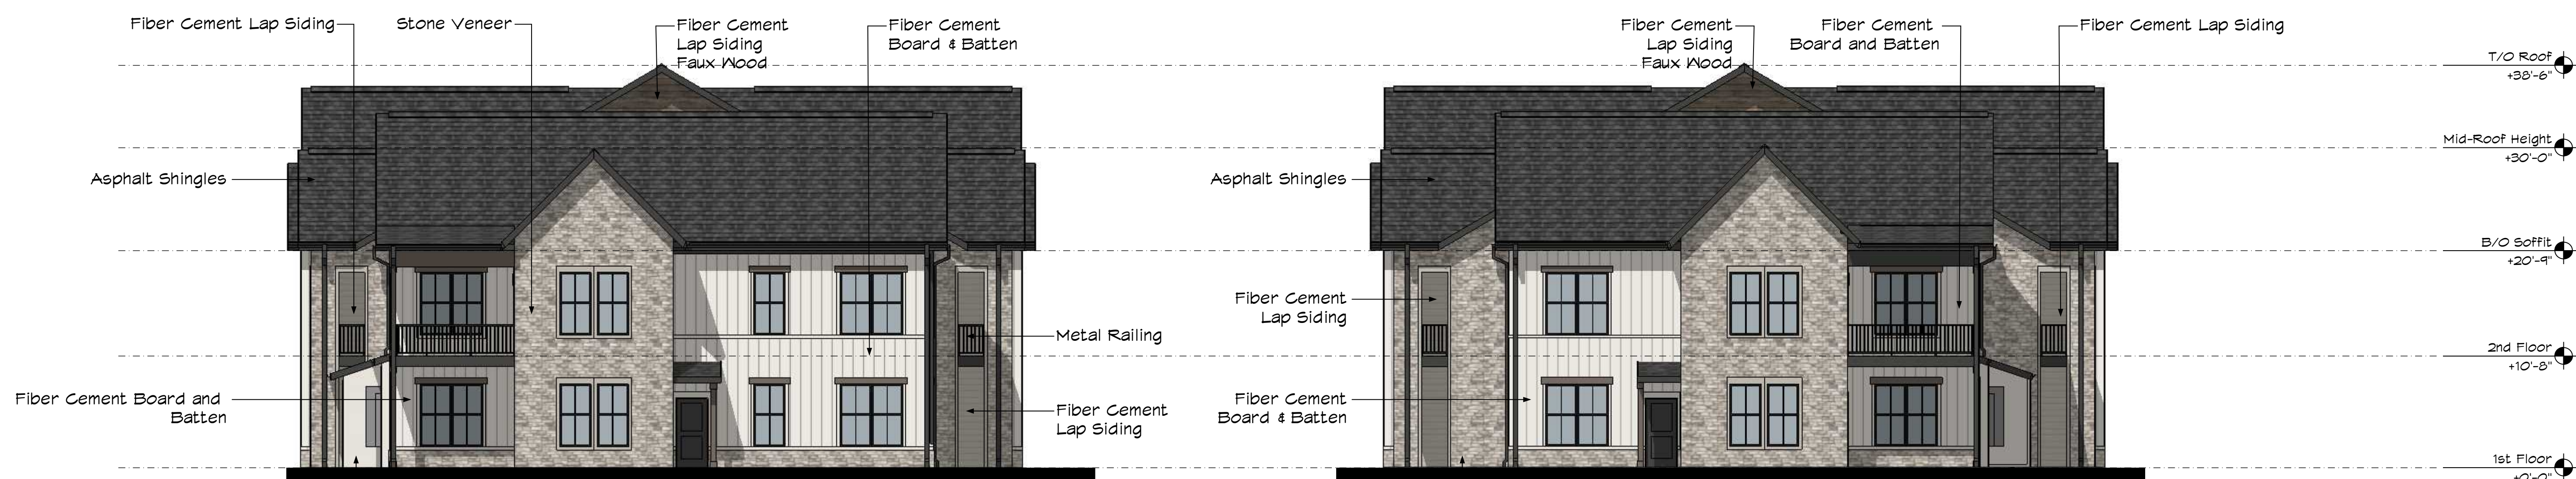 Fiber Cement Lap Siding
Stone Veneer
Fiber Cement
Lap Siding
Faux Wood
Fiber Cement
Board & Batten
Asphalt Shingles
Fiber Cement Board and
Batten
Metal Railing
Fiber Cement
Lap Siding
Fiber Cement
Lap Siding
Faux Wood
Fiber Cement
Board and Batten
Fiber Cement Lap Siding
Asphalt Shingles
Fiber Cement
Lap Siding
Fiber Cement
Board & Batten
T/O Roof
+38'-6"
Mid-Roof Height
+30'-0"
B/O Soffit
+20'-9"
2nd Floor
+10'-8"
1st Floor
+0'-0"